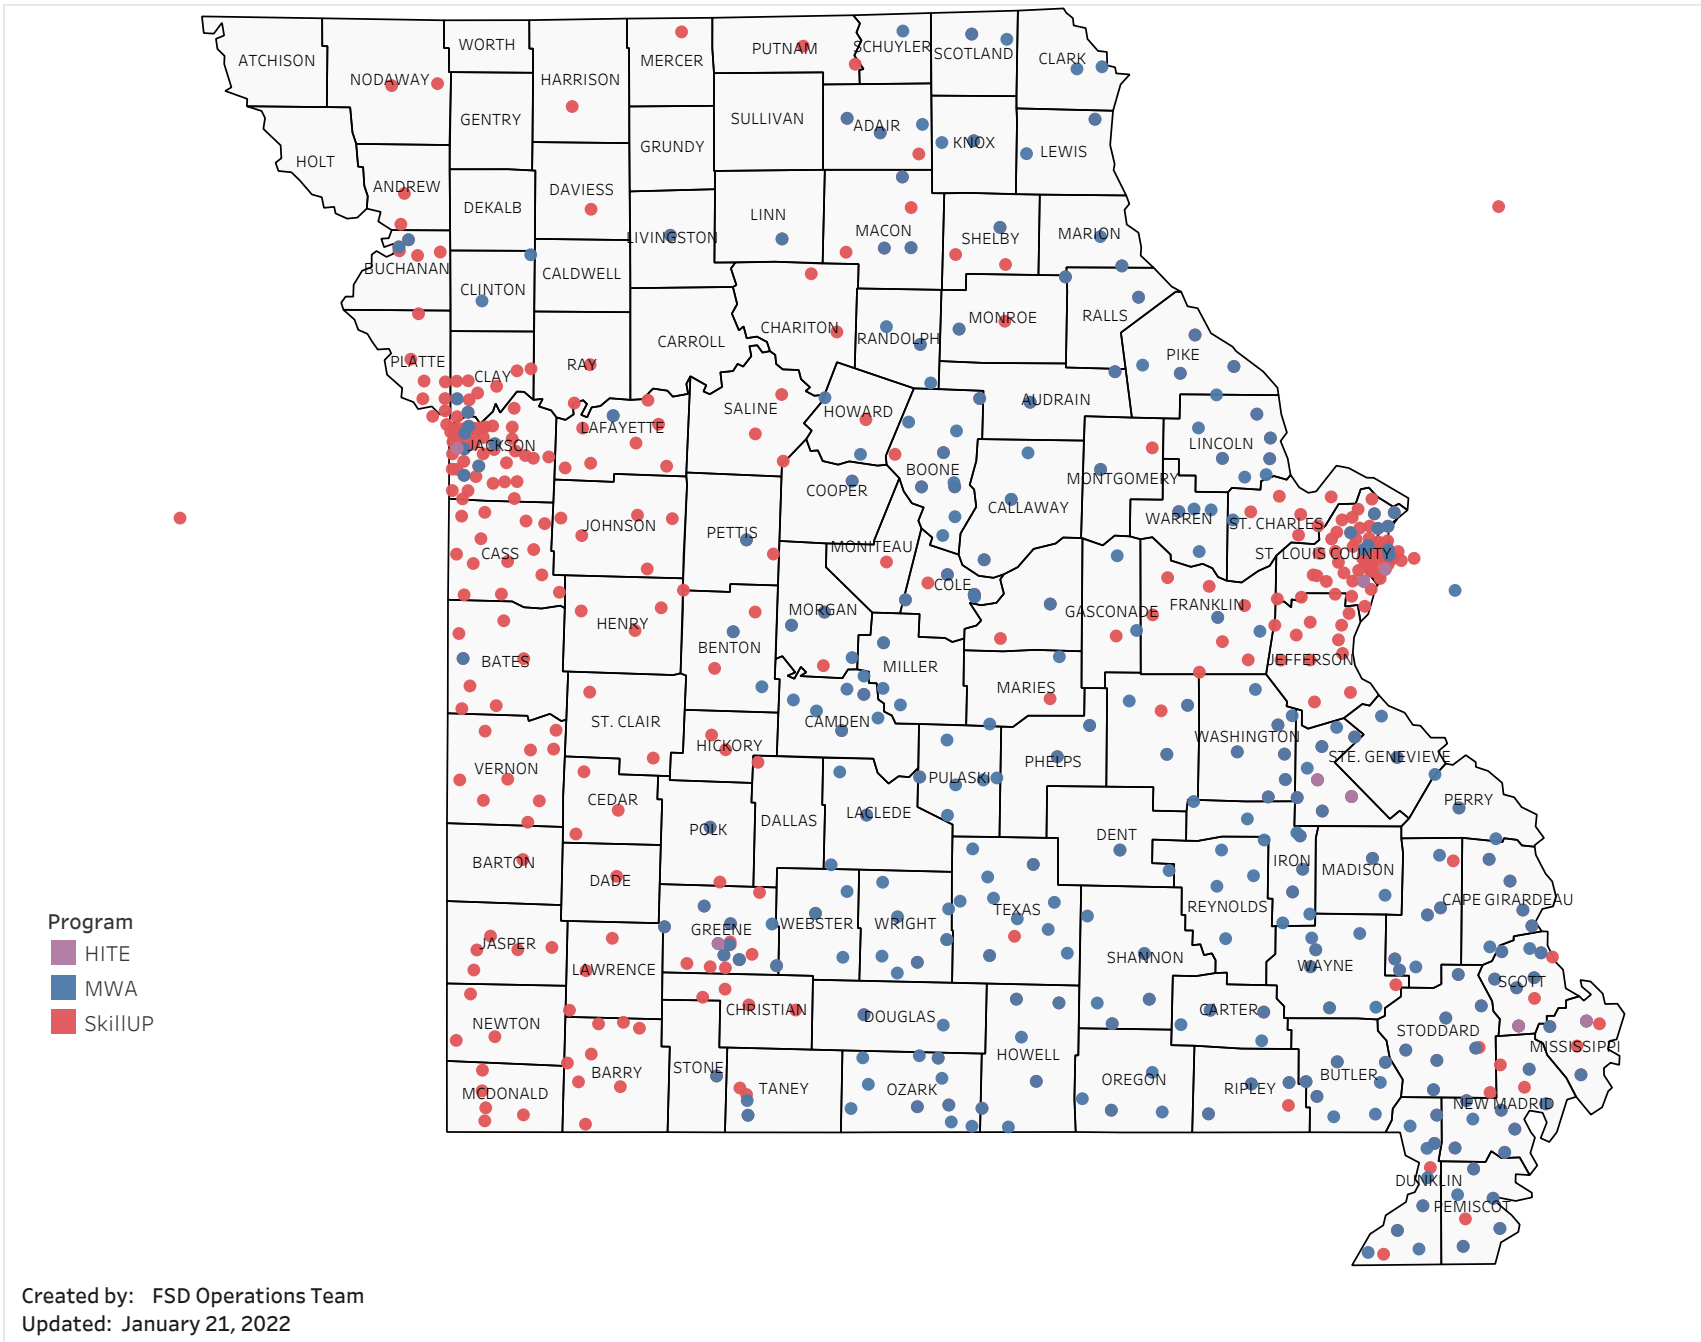 WORTH
ATCHISON
NODAWAY
HARRISON
MERCER
PUTNAM
SCHUYLER
SCOTLAND
CLARK
GENTRY
SULLIVAN
ADAIR
KNOX
LEWIS
HOLT
GRUNDY
ANDREW
DEKALB
DAVIESS
LINN
MACON
SHELBY
MARION
LIVINGSTON
BUCHANAN
CLINTON
CALDWELL
CHARITON
RANDOLPH
MONROE
RALLS
CARROLL
PIKE
PLATTE
CLAY
RAY
SALINE
HOWARD
AUDRAIN
LAFAYETTE
JACKSON
LINCOLN
BOONE
MONTGOMERY
COOPER
CALLAWAY
WARREN
ST. CHARLES
JOHNSON
PETTIS
MONITEAU
CASS
ST. LOUIS COUNTY
COLE
MORGAN
GASCONADE
FRANKLIN
HENRY
BENTON
BATES
MILLER
JEFFERSON
MARIES
ST. CLAIR
CAMDEN
HICKORY
WASHINGTON
STE. GENEVIEVE
VERNON
PHELPS
PULASKI
CEDAR
LACLEDE
PERRY
POLK
DALLAS
DENT
BARTON
DADE
IRON
MADISON
CAPE GIRARDEAU
TEXAS
REYNOLDS
GREENE
WEBSTER
WRIGHT
JASPER
LAWRENCE
SHANNON
WAYNE
SCOTT
CHRISTIAN
DOUGLAS
CARTER
NEWTON
STODDARD
HOWELL
MISSISSIPPI
STONE
BARRY
TANEY
OZARK
OREGON
RIPLEY
BUTLER
MCDONALD
NEW MADRID
DUNKLIN
PEMISCOT
Program
HITE
MWA
SkillUP
Created by: FSD Operations Team
Updated: January 21, 2022